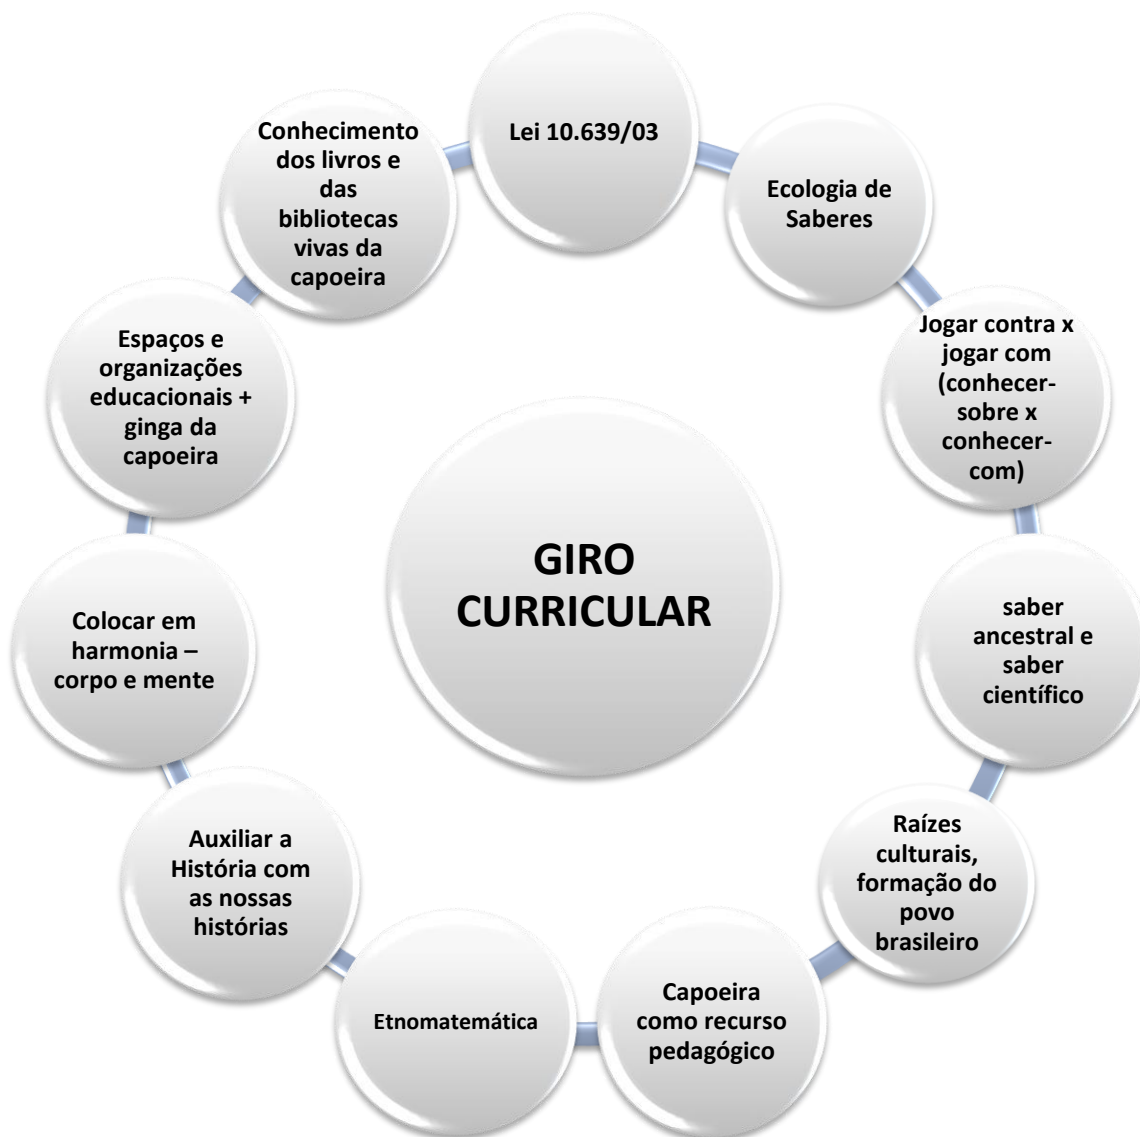 Lei 10.639/03
Ecologia de
Saberes
Jogar contra x
jogar com
(conhecer-
sobre x
conhecer-
com)
saber
ancestral e
saber
científico
Raízes
culturais,
formação do
povo
brasileiro
Capoeira
como recurso
pedagógico
Etnomatemática
Auxiliar a
História com
as nossas
histórias
Colocar em
harmonia –
corpo e mente
Espaços e
organizações
educacionais +
ginga da
capoeira
Conhecimento
dos livros e
das
bibliotecas
vivas da
capoeira
GIRO
CURRICULAR